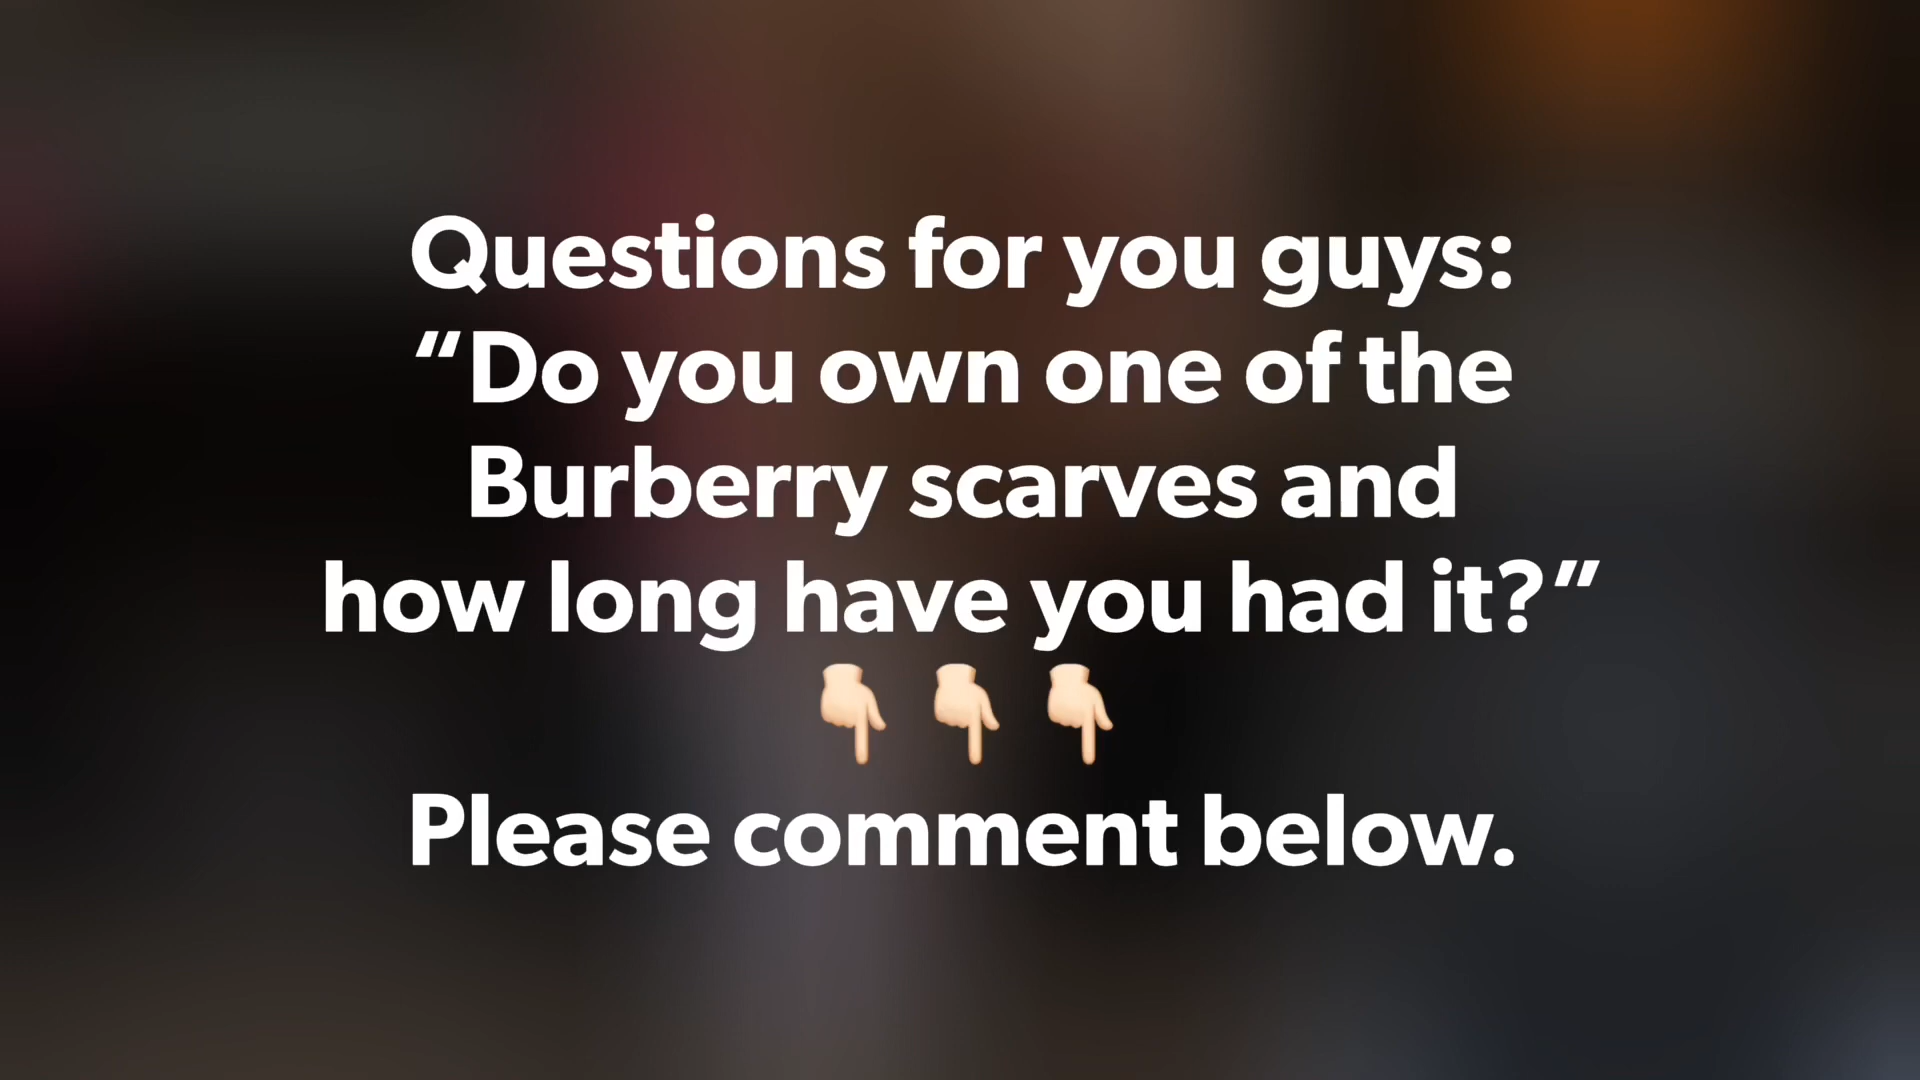 Questions for you guys:
“Do you own one of the
Burberry scarves and
how long have you had it?”
👇🏻 👇🏻 👇🏻
Please comment below.